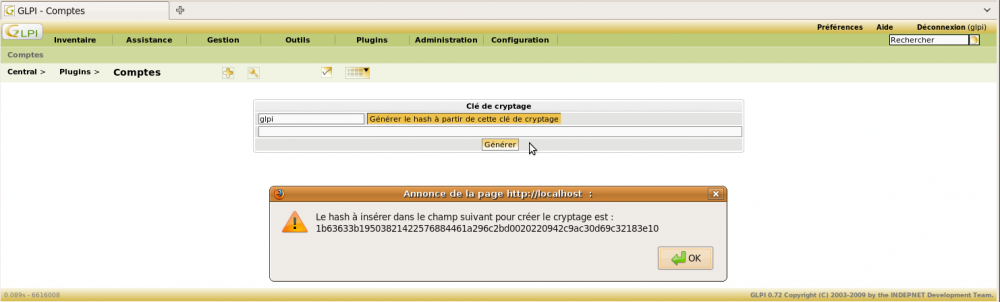 GLPI - Comptes
Préférences Aide Déconnexion (glpi)
GLPI
Inventaire Assistance Gestion Outils Plugins Administration Configuration
Rechercher
Comptes
Central > Plugins > Comptes
Clé de cryptage
glpi Générer le hash à partir de cette clé de cryptage
Générer
Annonce de la page http://localhost :
Le hash à insérer dans le champ suivant pour créer le cryptage est :
1b63633b19503821422576884461a296c2bd0020220942c9ac30d69c32183e10
OK
0.089s - 6616008 GLPI 0.72 Copyright (C) 2003-2009 by the INDEPNET Development Team.